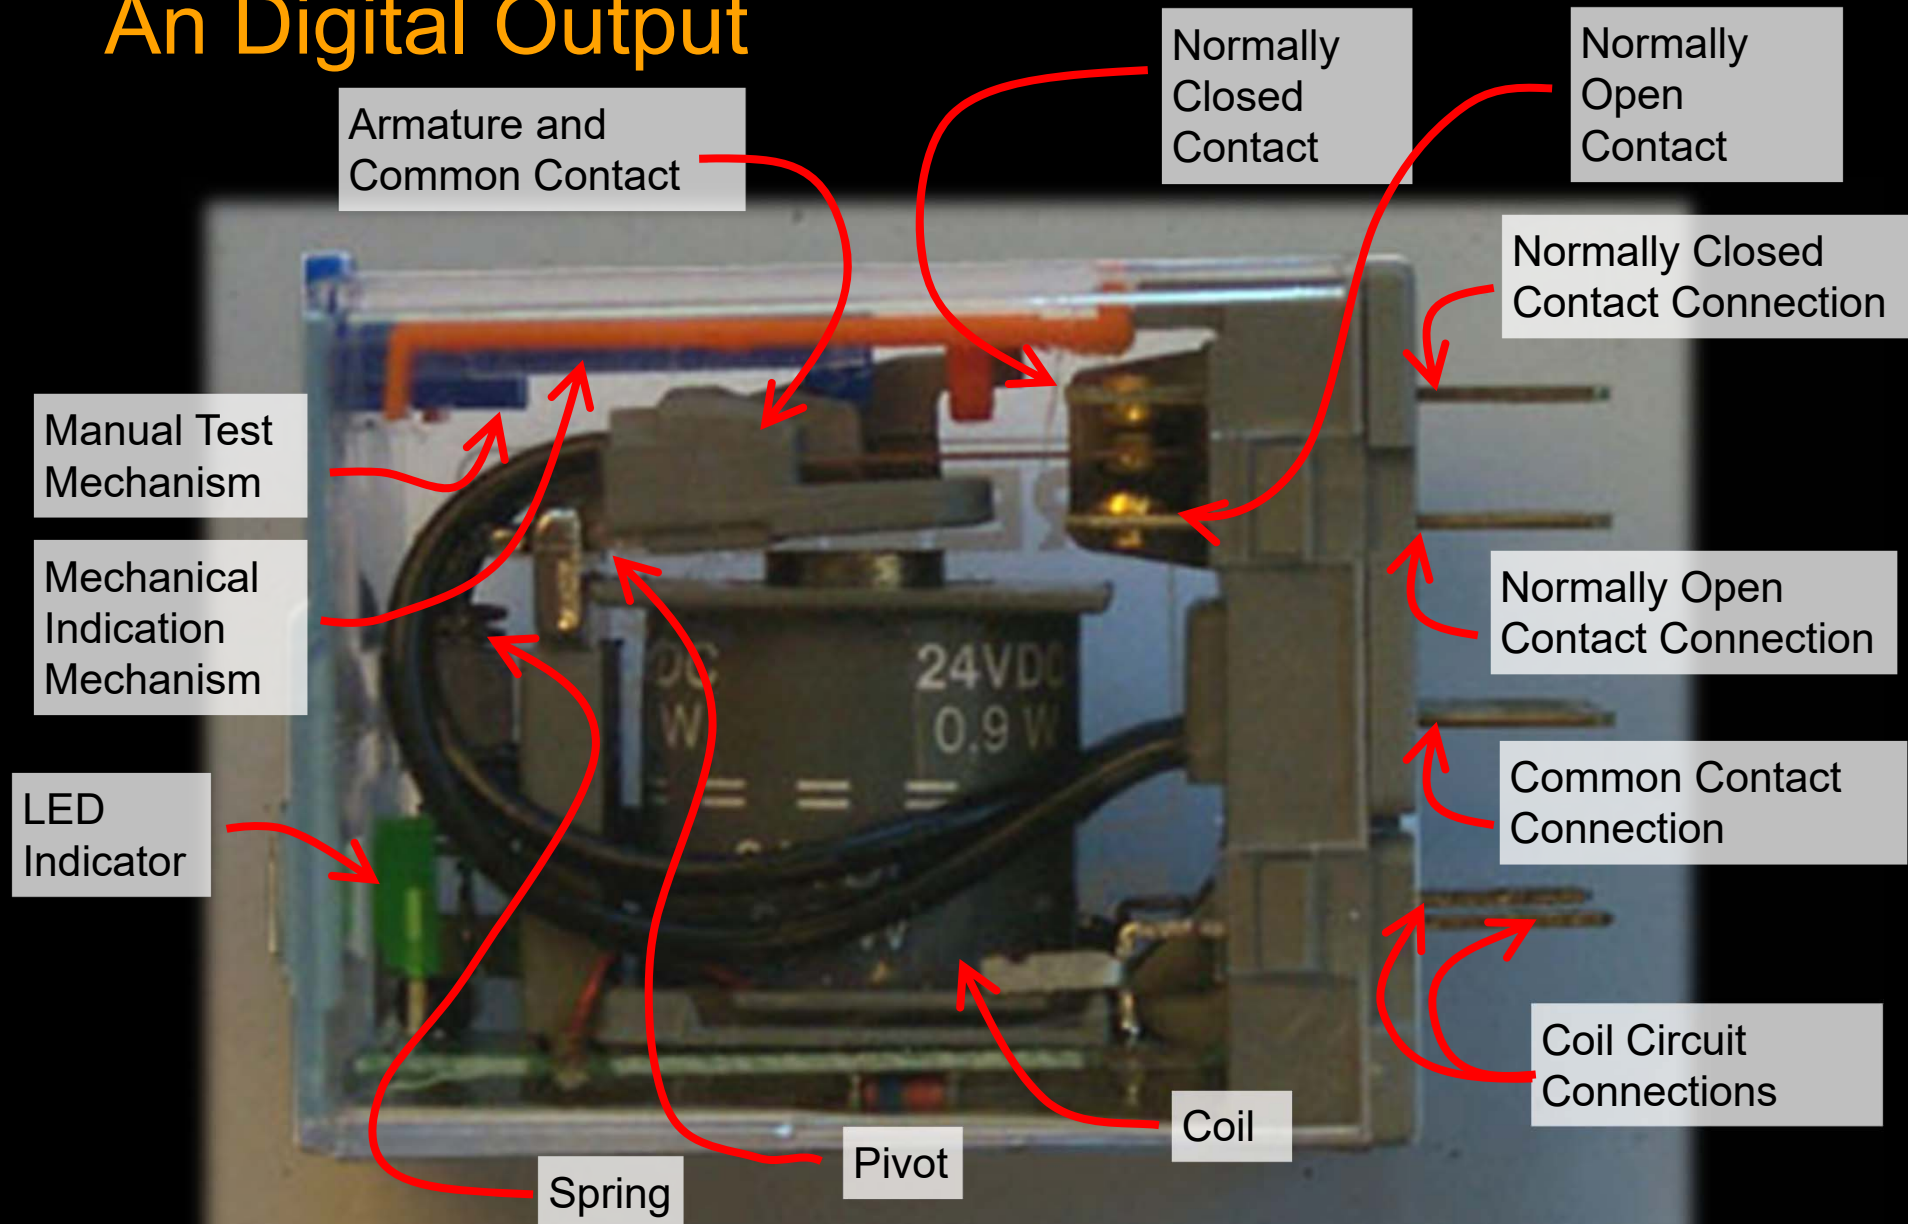 An Digital Output
Armature and
Common Contact
Normally
Closed
Contact
Normally
Open
Contact
Normally Closed
Contact Connection
Manual Test
Mechanism
Mechanical
Indication
Mechanism
Normally Open
Contact Connection
DC
24VDC
W
0.9 W
LED
Indicator
Common Contact
Connection
Coil Circuit
Connections
Coil
Pivot
Spring